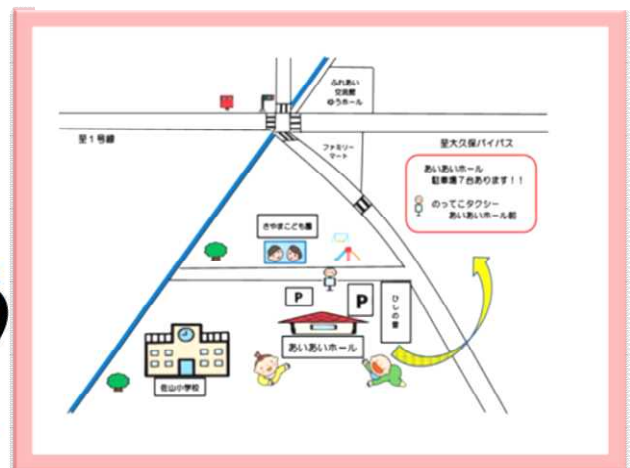 ふれあい
交流館
ゆうホール
至1号線
ファミリー
マート
至大久保バイパス
あいあいホール
駐車場7台あります!!
のってこタクシー
あいあいホール前
さやまこども園
P
P
ひしの里
あいあいホール
佐山小学校